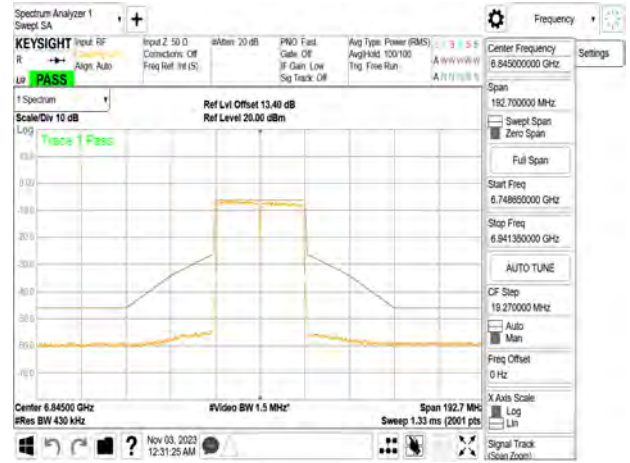 Spectrum Analyzer 1
Swept SA
Frequency
KEYSIGHT
Input: RF
Input Z: 50 Ω
#Atten: 20 dB
PNO: Fast
Avg Type: Power (RMS)
Center Frequency
Settings
R
Corrections: Off
Gate: Off
Avg|Hold: 100/100
6.845000000 GHz
Align: Auto
Freq Ref: Int (S)
IF Gain: Low
Trig: Free Run
PASS
Sig Track: Off
Span
192.700000 MHz
1 Spectrum
Ref Lvl Offset 13.40 dB
Scale/Div 10 dB
Ref Level 20.00 dBm
Swept Span
Zero Span
Log
Trace 1 Pass
Full Span
Start Freq
6.748650000 GHz
Stop Freq
6.941350000 GHz
AUTO TUNE
CF Step
19.270000 MHz
Auto
Man
Freq Offset
0 Hz
X Axis Scale
Log
Lin
Center 6.84500 GHz
#Video BW 1.5 MHz*
Span 192.7 MHz
#Res BW 430 kHz
Sweep 1.33 ms (2001 pts
Signal Track
(Span Zoom)
?
Nov 03, 2023
12:31:25 AM